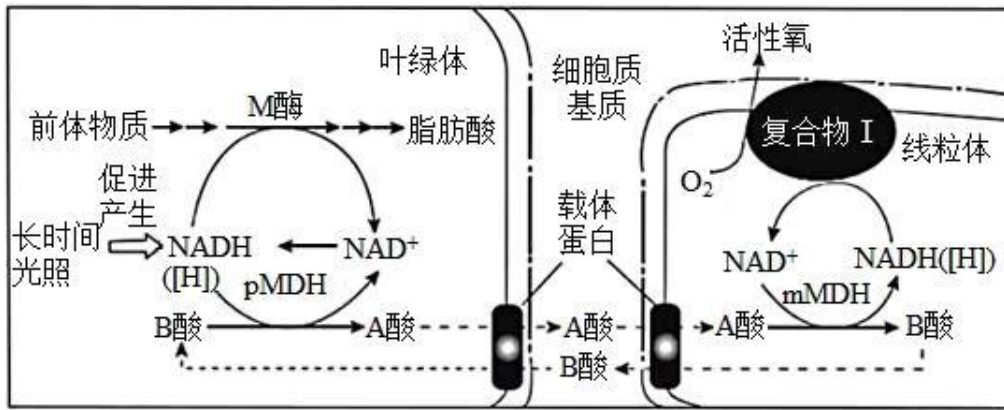 叶绿体
M酶
前体物质
脂肪酸
促进
产生
长时间
光照
NADH
([H])
NAD⁺
pMDH
B酸
A酸
细胞质
基质
载体
蛋白
A酸
B酸
活性氧
复合物Ⅰ
线粒体
O₂
NAD⁺
NADH([H])
mMDH
A酸
B酸